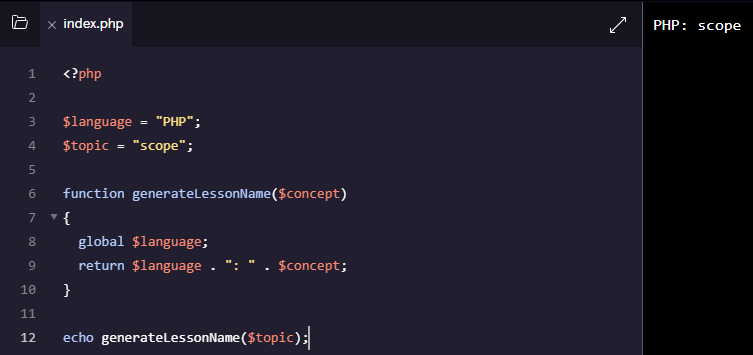 index.php
PHP: scope
1 <?php
2
3 $language = "PHP";
4 $topic = "scope";
5
6 function generateLessonName($concept)
7 {
8 global $language;
9 return $language . ": " . $concept;
10 }
11
12 echo generateLessonName($topic);